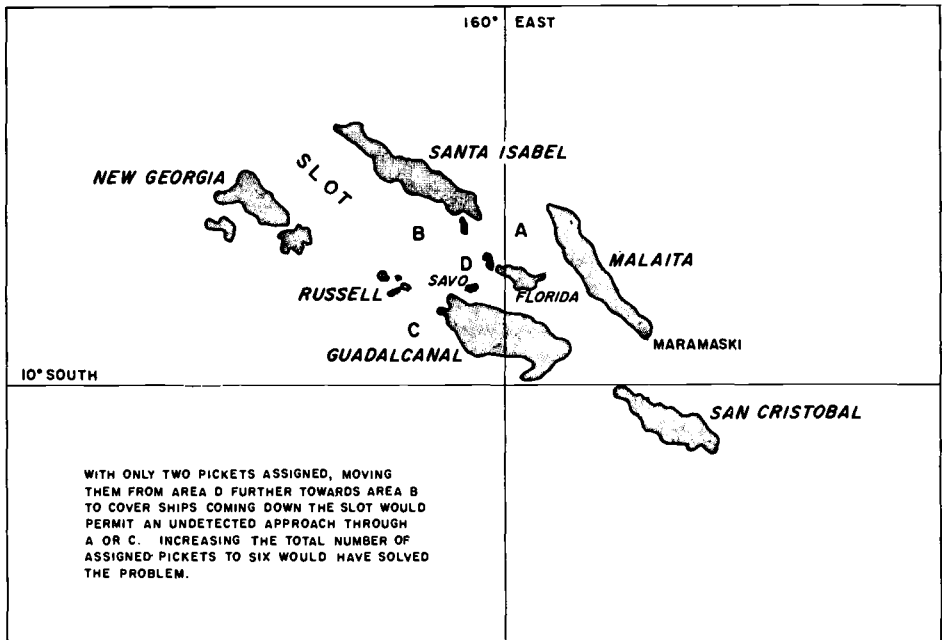 160° EAST
SANTA ISABEL
SLOT
NEW GEORGIA
B
A
D
MALAITA
SAVO
RUSSELL
FLORIDA
C
MARAMASKI
GUADALCANAL
10° SOUTH
SAN CRISTOBAL
WITH ONLY TWO PICKETS ASSIGNED, MOVING
THEM FROM AREA D FURTHER TOWARDS AREA B
TO COVER SHIPS COMING DOWN THE SLOT WOULD
PERMIT AN UNDETECTED APPROACH THROUGH
A OR C. INCREASING THE TOTAL NUMBER OF
ASSIGNED PICKETS TO SIX WOULD HAVE SOLVED
THE PROBLEM.